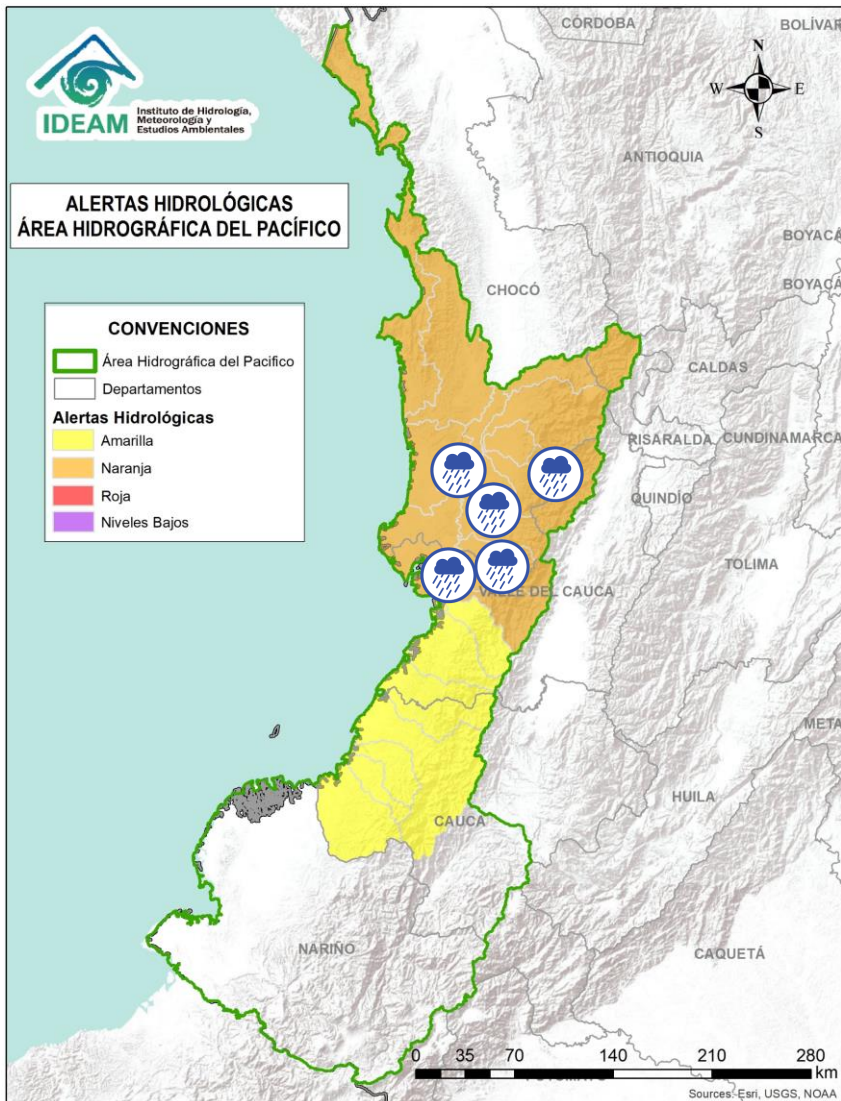 CÓRDOBA
BOLÍVAR
IDEAM
Instituto de Hidrología,
Meteorología y
Estudios Ambientales
N
W E
S
ANTIOQUIA
ALERTAS HIDROLÓGICAS
ÁREA HIDROGRÁFICA DEL PACÍFICO
BOYACÁ
CHOCÓ
BOYACÁ
CONVENCIONES
Área Hidrográfica del Pacifico
Departamentos
Alertas Hidrológicas
Amarilla
Naranja
Roja
Niveles Bajos
CALDAS
RISARALDA
CUNDINAMARCA
QUINDÍO
TOLIMA
VALLE DEL CAUCA
META
HUILA
CAUCA
NARIÑO
CAQUETÁ
0 35 70 140 210 280
km
Sources: Esri, USGS, NOAA